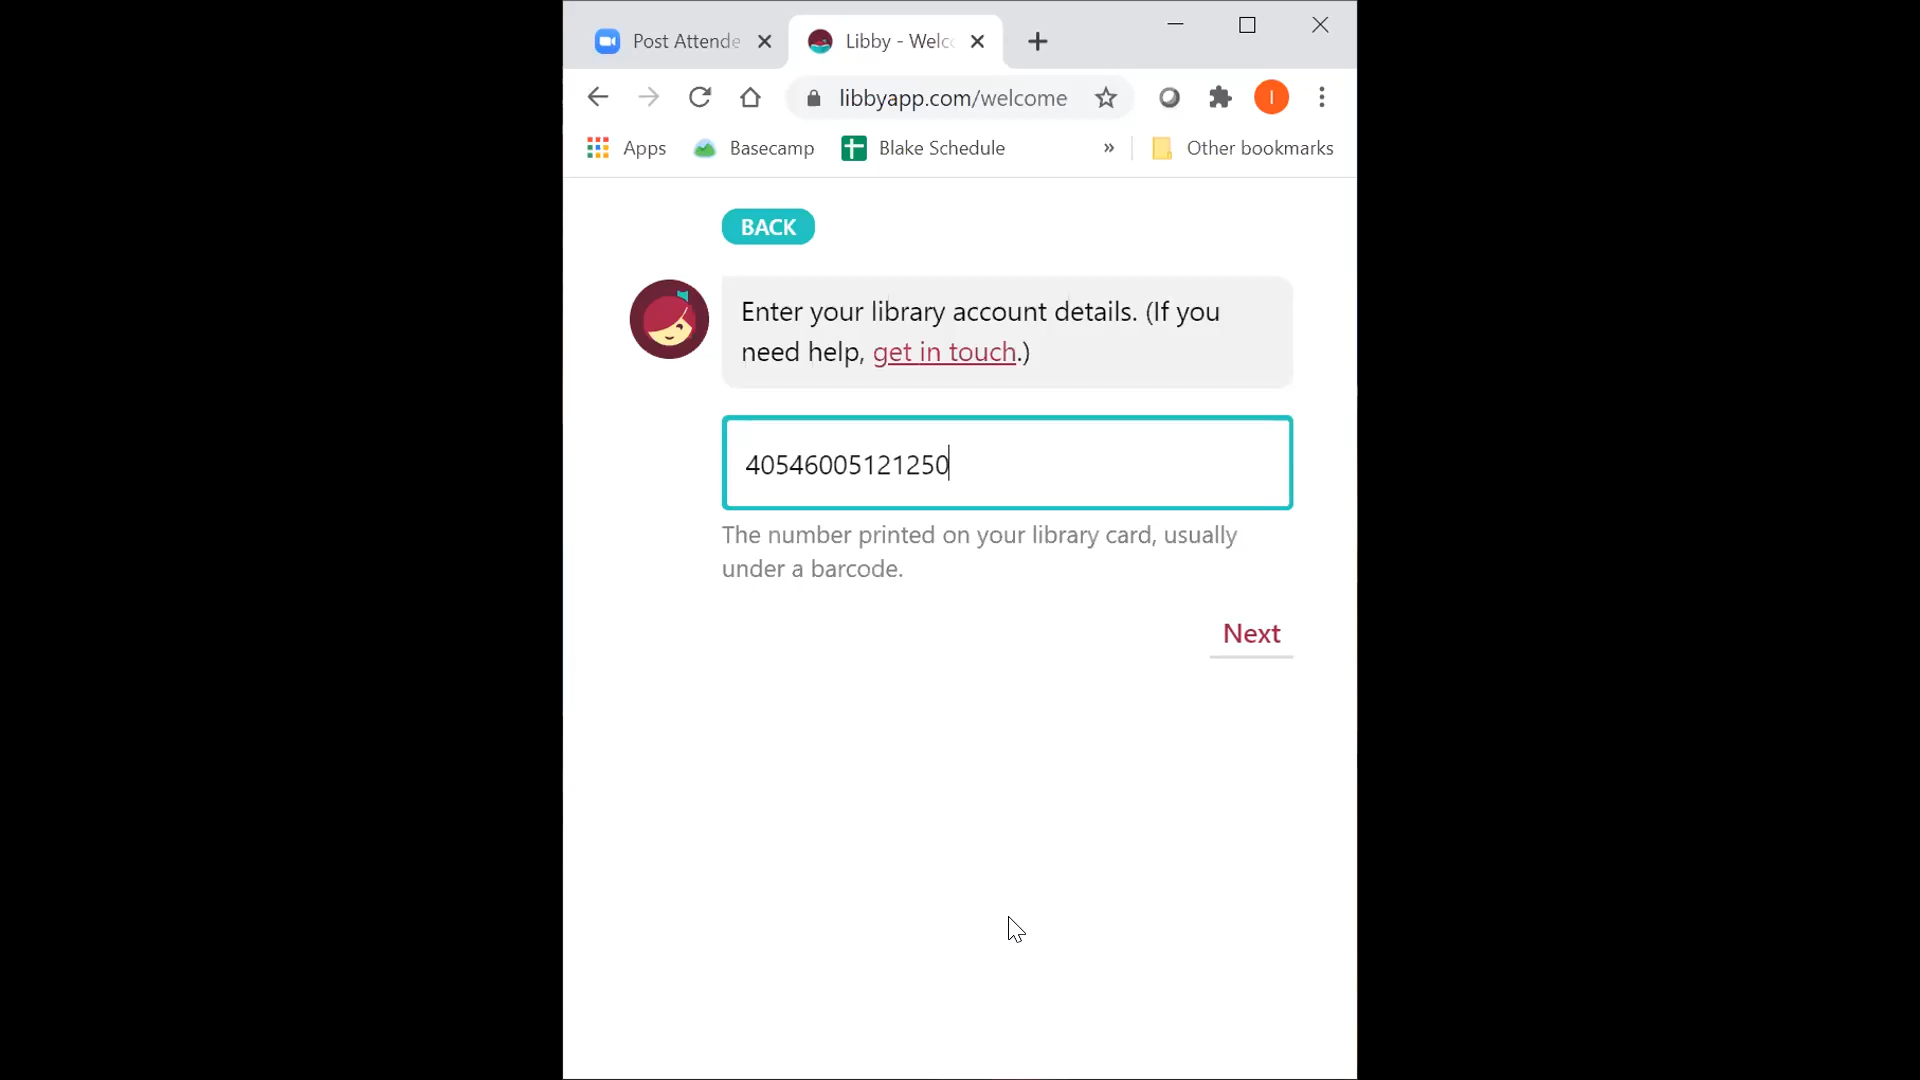 Post Attende
Libby - Welc
libbyapp.com/welcome
I
Apps
Basecamp
Blake Schedule
»
Other bookmarks
BACK
Enter your library account details. (If you
need help, get in touch.)
40546005121250
The number printed on your library card, usually
under a barcode.
Next